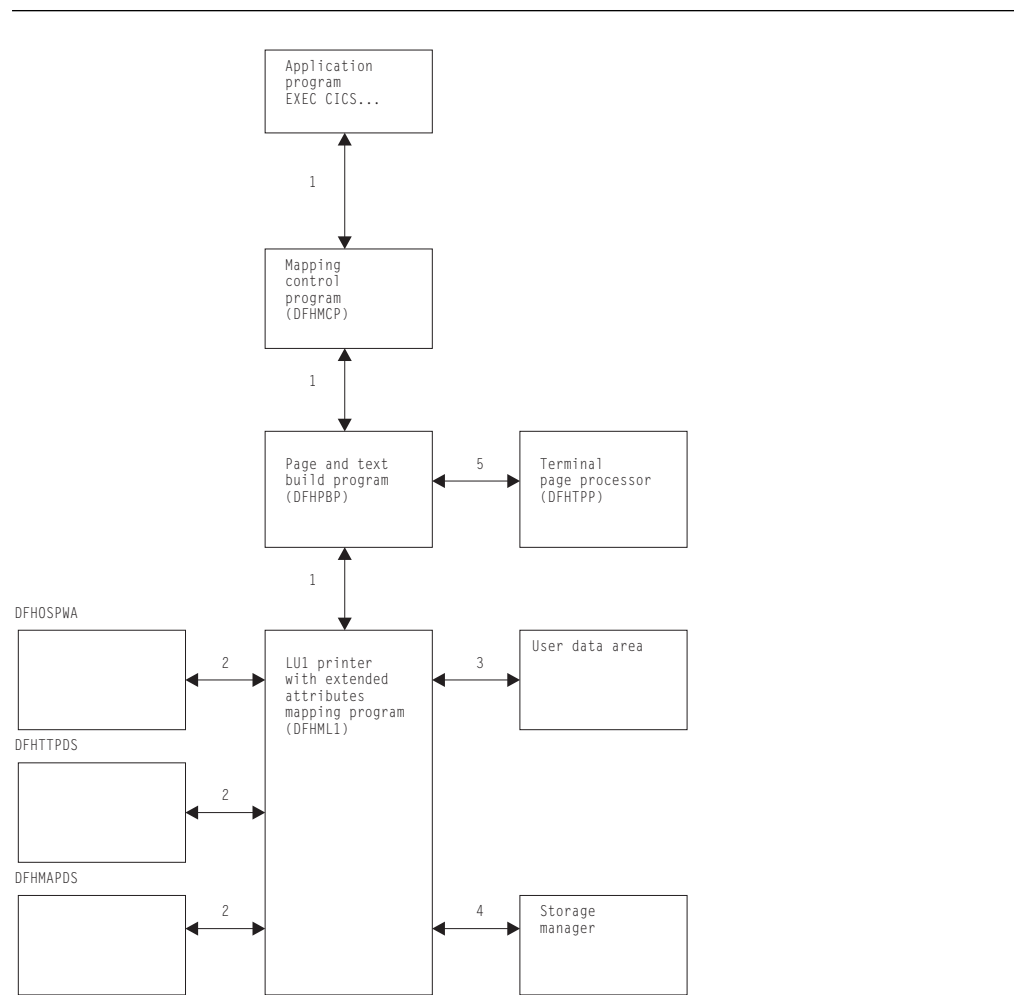 Application
program
EXEC CICS...
1
Mapping
control
program
(DFHMCP)
1
Page and text
build program
(DFHPBP)
5
Terminal
page processor
(DFHTPP)
1
DFHOSPWA
2
LU1 printer
with extended
attributes
mapping program
(DFHML1)
3
User data area
DFHTTPDS
2
DFHMAPDS
2
4
Storage
manager